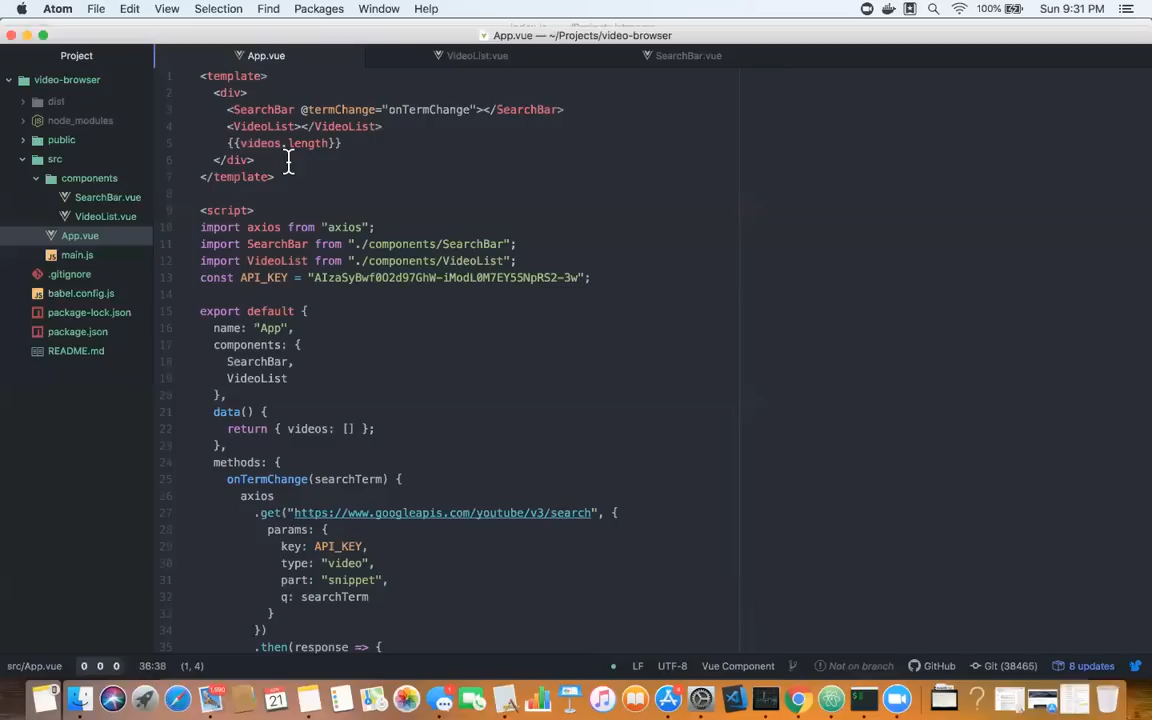 Atom File Edit View Selection Find Packages Window Help 100% Sun 9:31 PM
App.vue — ~/Projects/video-browser
Project App.vue VideoList.vue SearchBar.vue
video-browser
dist
node_modules
public
src
components
SearchBar.vue
VideoList.vue
App.vue
main.js
.gitignore
babel.config.js
package-lock.json
package.json
README.md
1 <template>
2 <div>
3 <SearchBar @termChange="onTermChange"></SearchBar>
4 <VideoList></VideoList>
5 {{videos.length}}
6 </div>
7 </template>
8
9 <script>
10 import axios from "axios";
11 import SearchBar from "./components/SearchBar";
12 import VideoList from "./components/VideoList";
13 const API_KEY = "AIzaSyBwf0O2d97GhW-iModL0M7EY5SNpRS2-3w";
14
15 export default {
16 name: "App",
17 components: {
18 SearchBar,
19 VideoList
20 },
21 data() {
22 return { videos: [] };
23 },
24 methods: {
25 onTermChange(searchTerm) {
26 axios
27 .get("https://www.googleapis.com/youtube/v3/search", {
28 params: {
29 key: API_KEY,
30 type: "video",
31 part: "snippet",
32 q: searchTerm
33 }
34 })
35 .then(response => {
src/App.vue 0 0 0 36:38 (1, 4) LF UTF-8 Vue Component Not on branch GitHub Git (38465) 8 updates